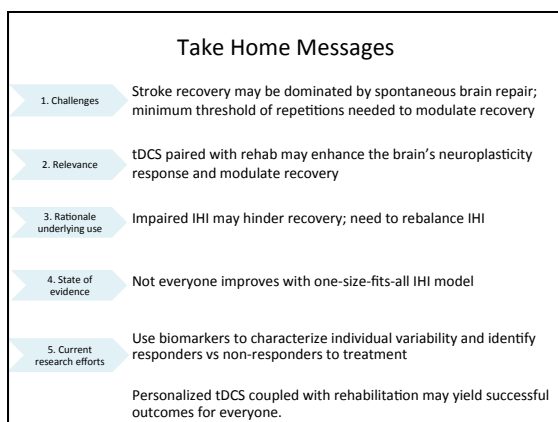 Take Home Messages
1. Challenges
Stroke recovery may be dominated by spontaneous brain repair;
minimum threshold of repetitions needed to modulate recovery
2. Relevance
tDCS paired with rehab may enhance the brain's neuroplasticity
response and modulate recovery
3. Rationale
underlying use
Impaired IHI may hinder recovery; need to rebalance IHI
4. State of
evidence
Not everyone improves with one-size-fits-all IHI model
5. Current
research efforts
Use biomarkers to characterize individual variability and identify
responders vs non-responders to treatment
Personalized tDCS coupled with rehabilitation may yield successful
outcomes for everyone.